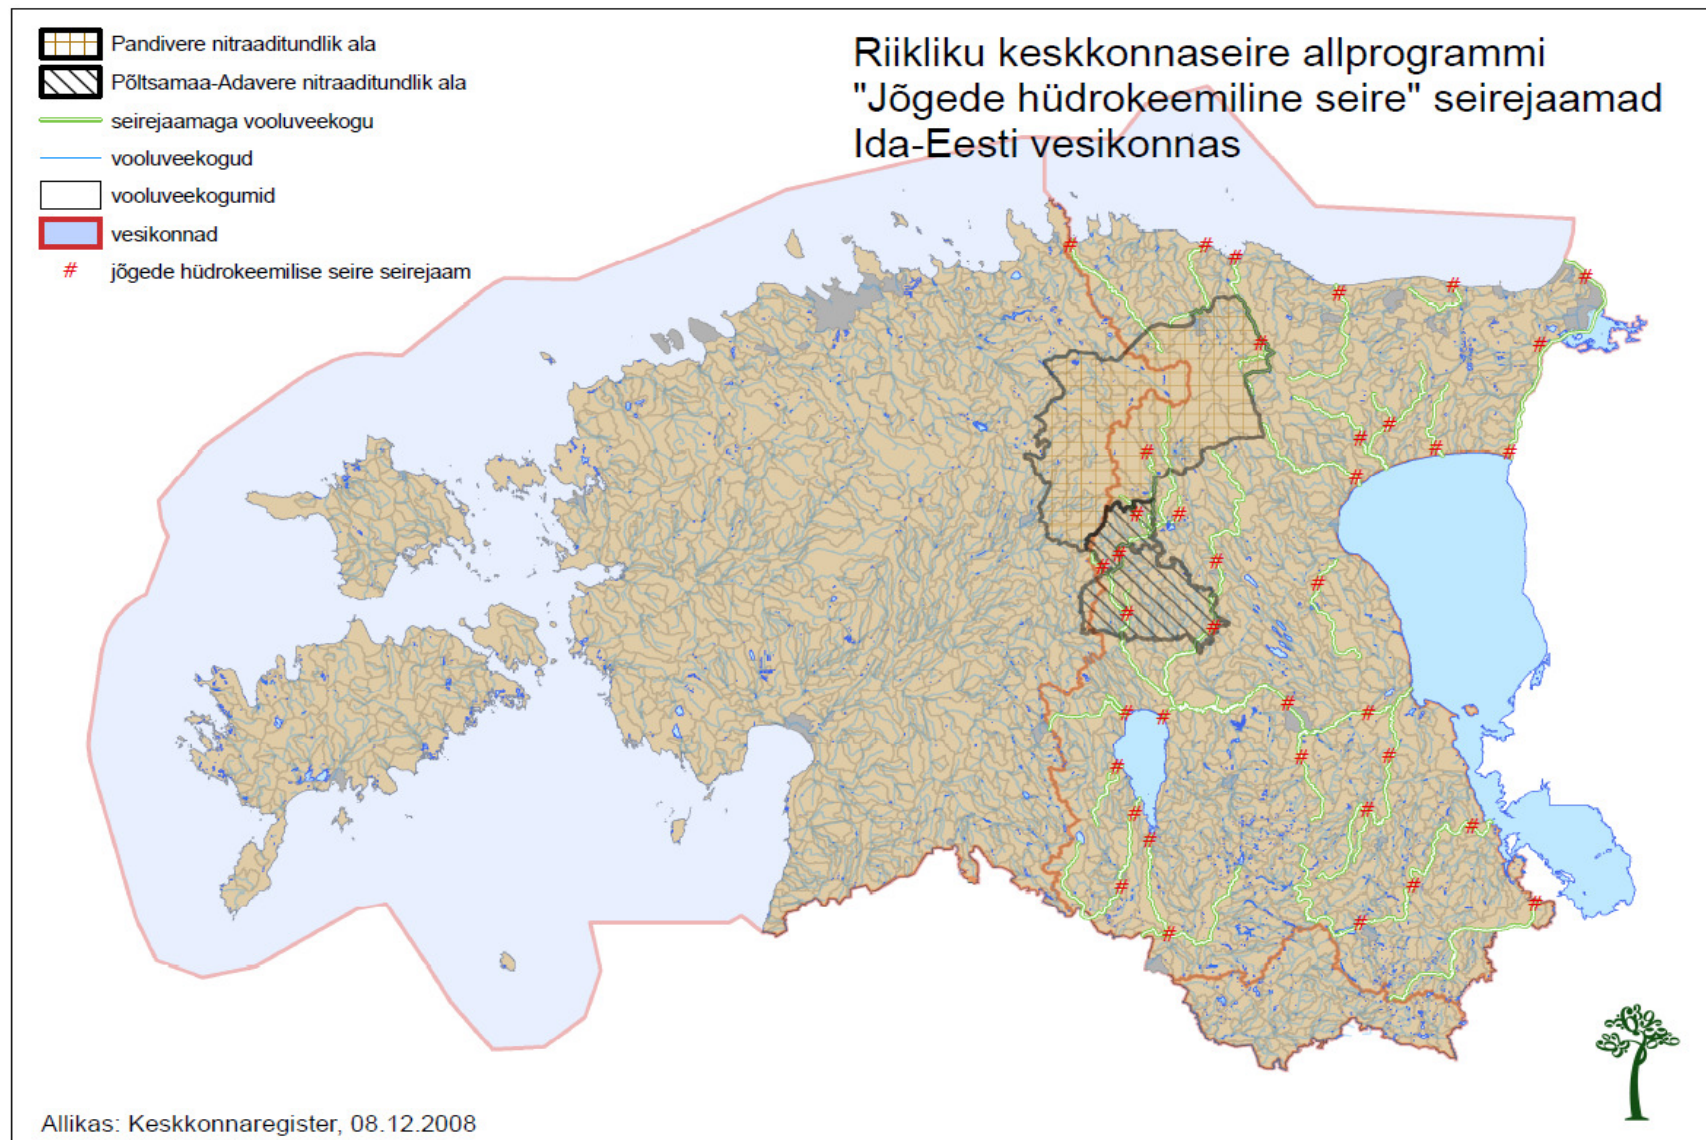 Riikliku keskkonnaseire allprogrammi
"Jõgede hüdrokeemiline seire" seirejaamad
Ida-Eesti vesikonnas
Pandivere nitraaditundlik ala
Põltsamaa-Adavere nitraaditundlik ala
seirejaamaga vooluveekogu
vooluveekogud
vooluveekogumid
vesikonnad
# jõgede hüdrokeemilise seire seirejaam
Allikas: Keskkonnaregister, 08.12.2008